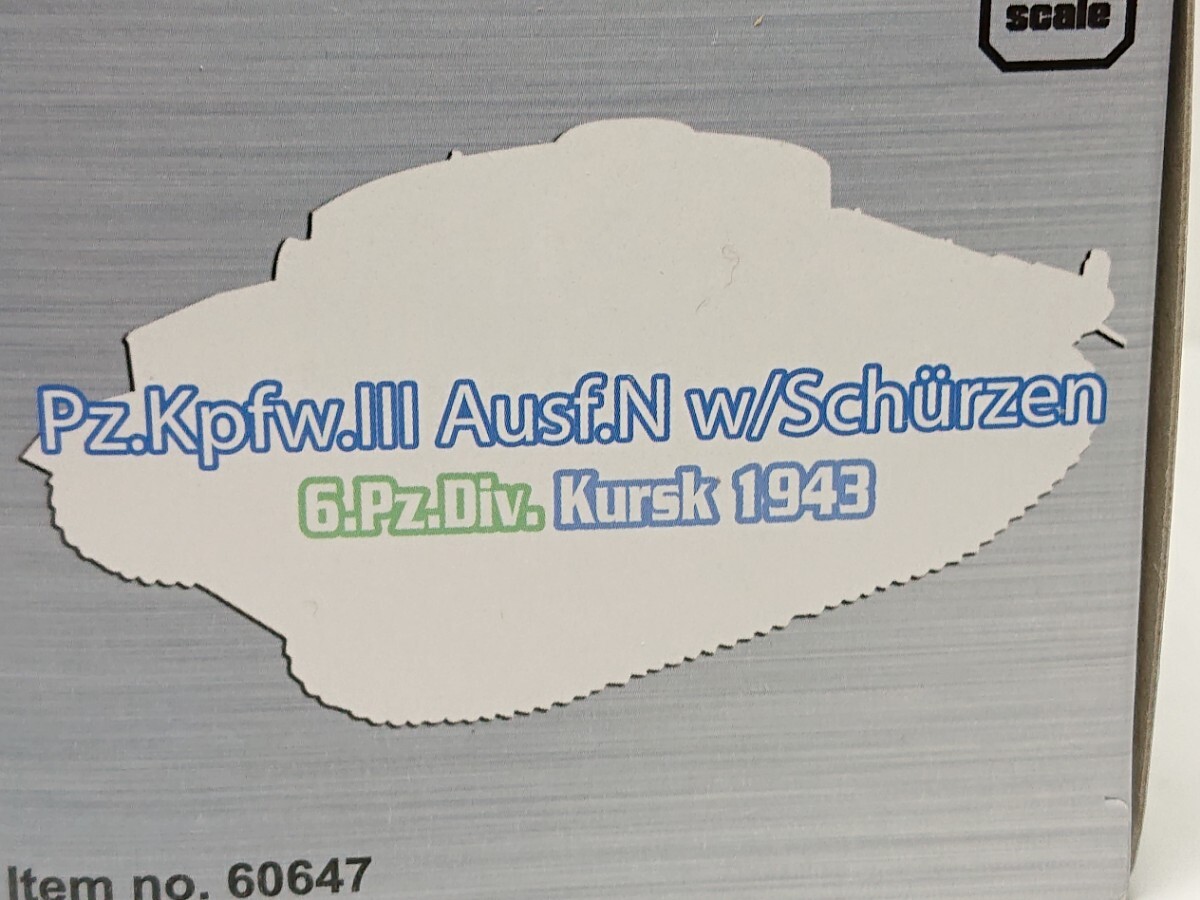 scale
Pz.Kpfw.III Ausf.N w/Schürzen
6.Pz.Div. Kursk 1943
Item no. 60647